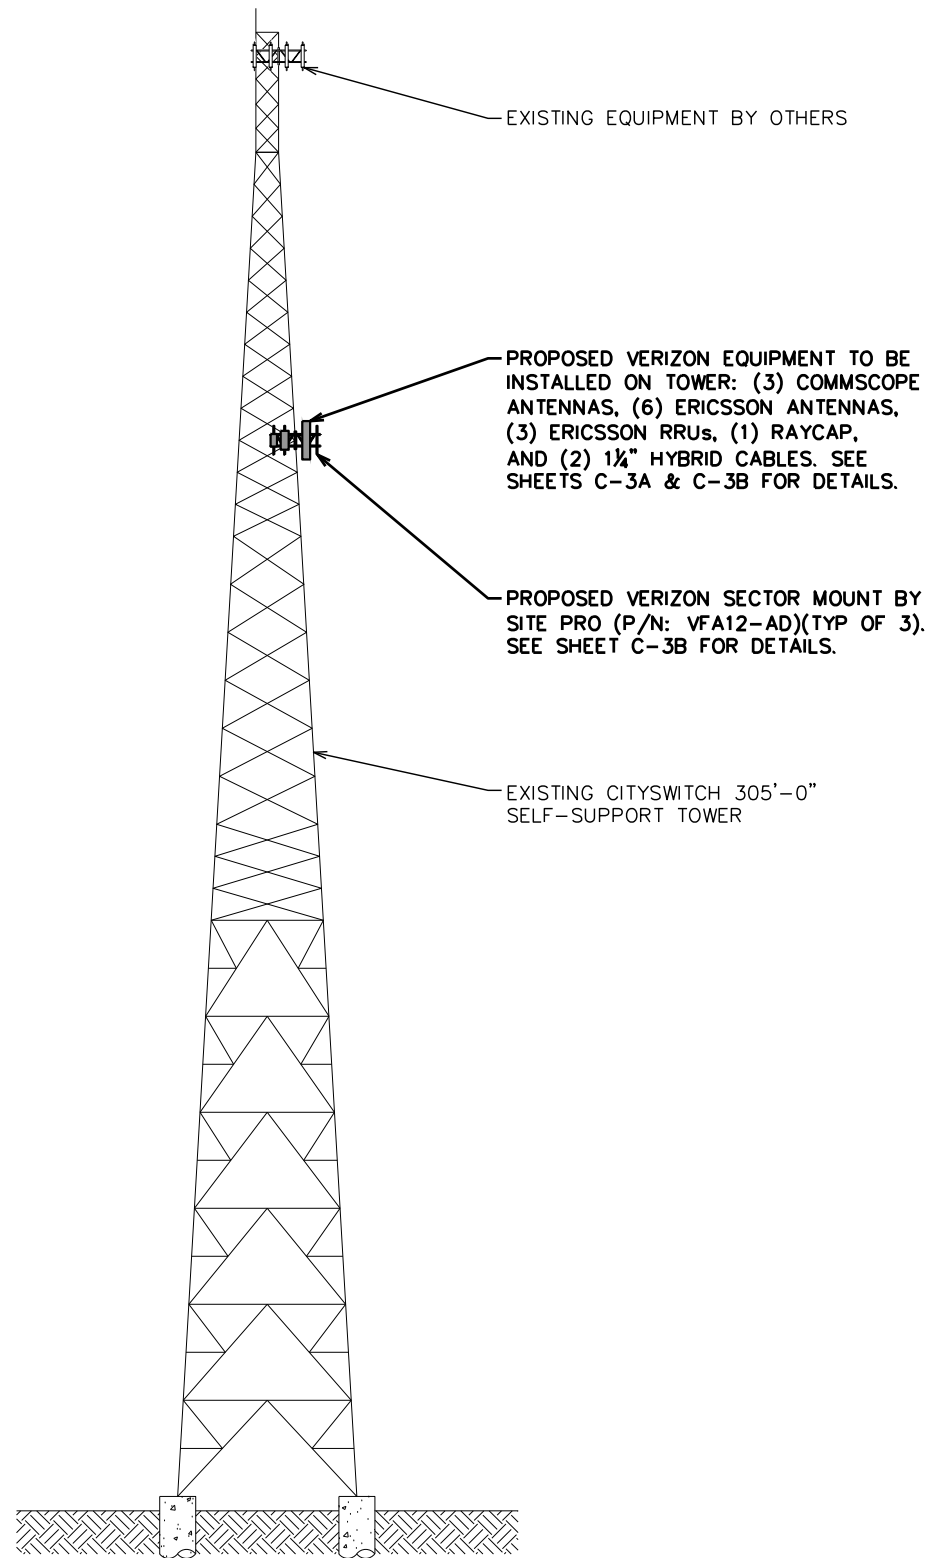 EXISTING EQUIPMENT BY OTHERS
PROPOSED VERIZON EQUIPMENT TO BE
INSTALLED ON TOWER: (3) COMMSCOPE
ANTENNAS, (6) ERICSSON ANTENNAS,
(3) ERICSSON RRUs, (1) RAYCAP,
AND (2) 1¼" HYBRID CABLES. SEE
SHEETS C-3A & C-3B FOR DETAILS.
PROPOSED VERIZON SECTOR MOUNT BY
SITE PRO (P/N: VFA12-AD)(TYP OF 3).
SEE SHEET C-3B FOR DETAILS.
EXISTING CITYSWITCH 305'-0"
SELF-SUPPORT TOWER